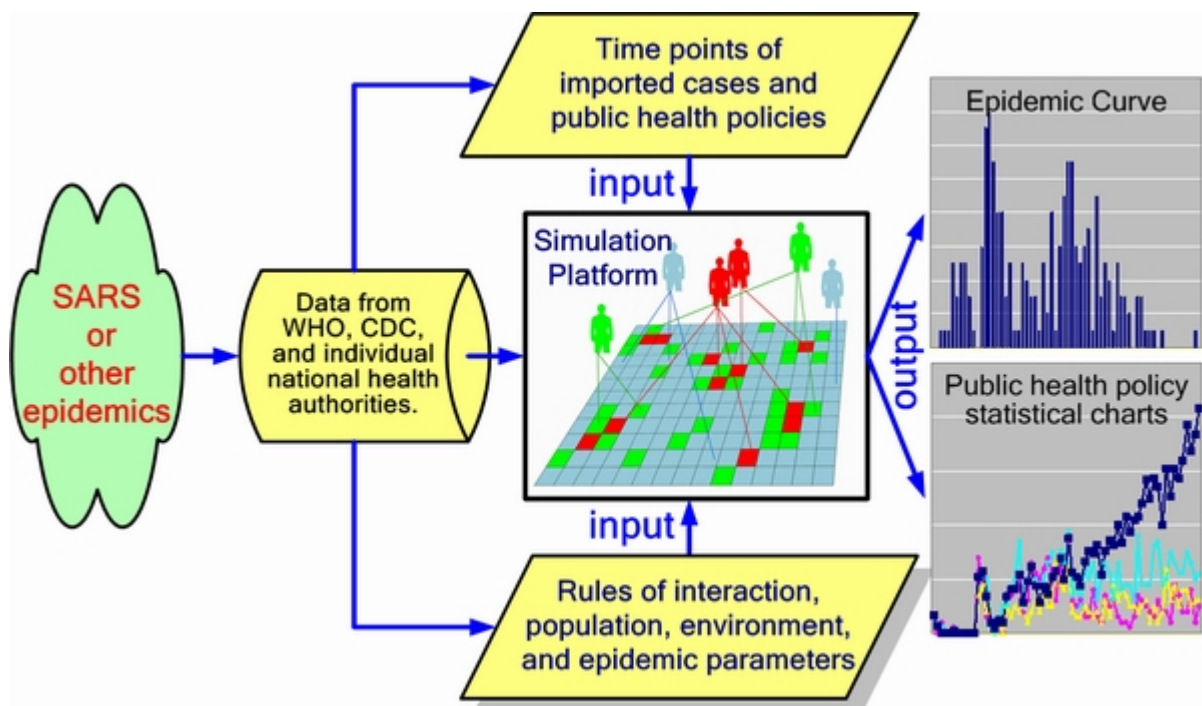 SARS
or
other
epidemics
Data from
WHO, CDC,
and individual
national health
authorities.
Time points of
imported cases and
public health policies
input
Simulation
Platform
input
Rules of interaction,
population, environment,
and epidemic parameters
output
Epidemic Curve
Public health policy
statistical charts